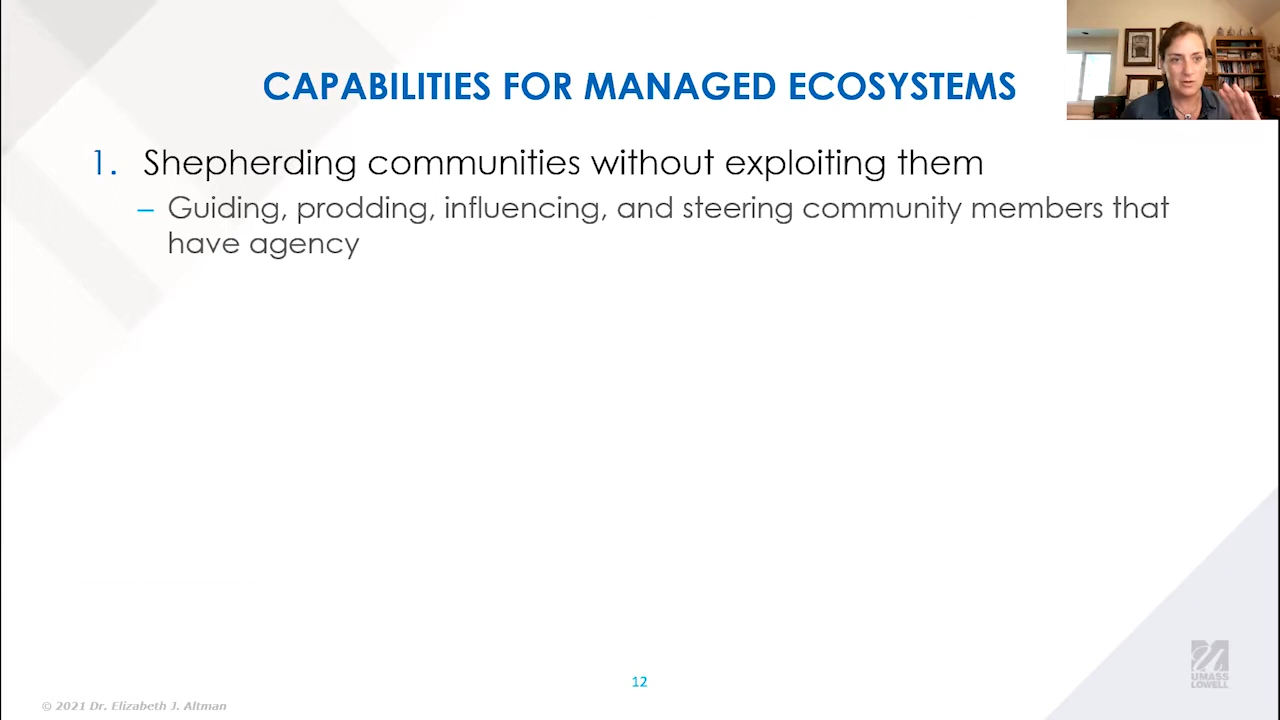 CAPABILITIES FOR MANAGED ECOSYSTEMS
1. Shepherding communities without exploiting them
– Guiding, prodding, influencing, and steering community members that
have agency
12
UMASS
LOWELL
© 2021 Dr. Elizabeth J. Altman